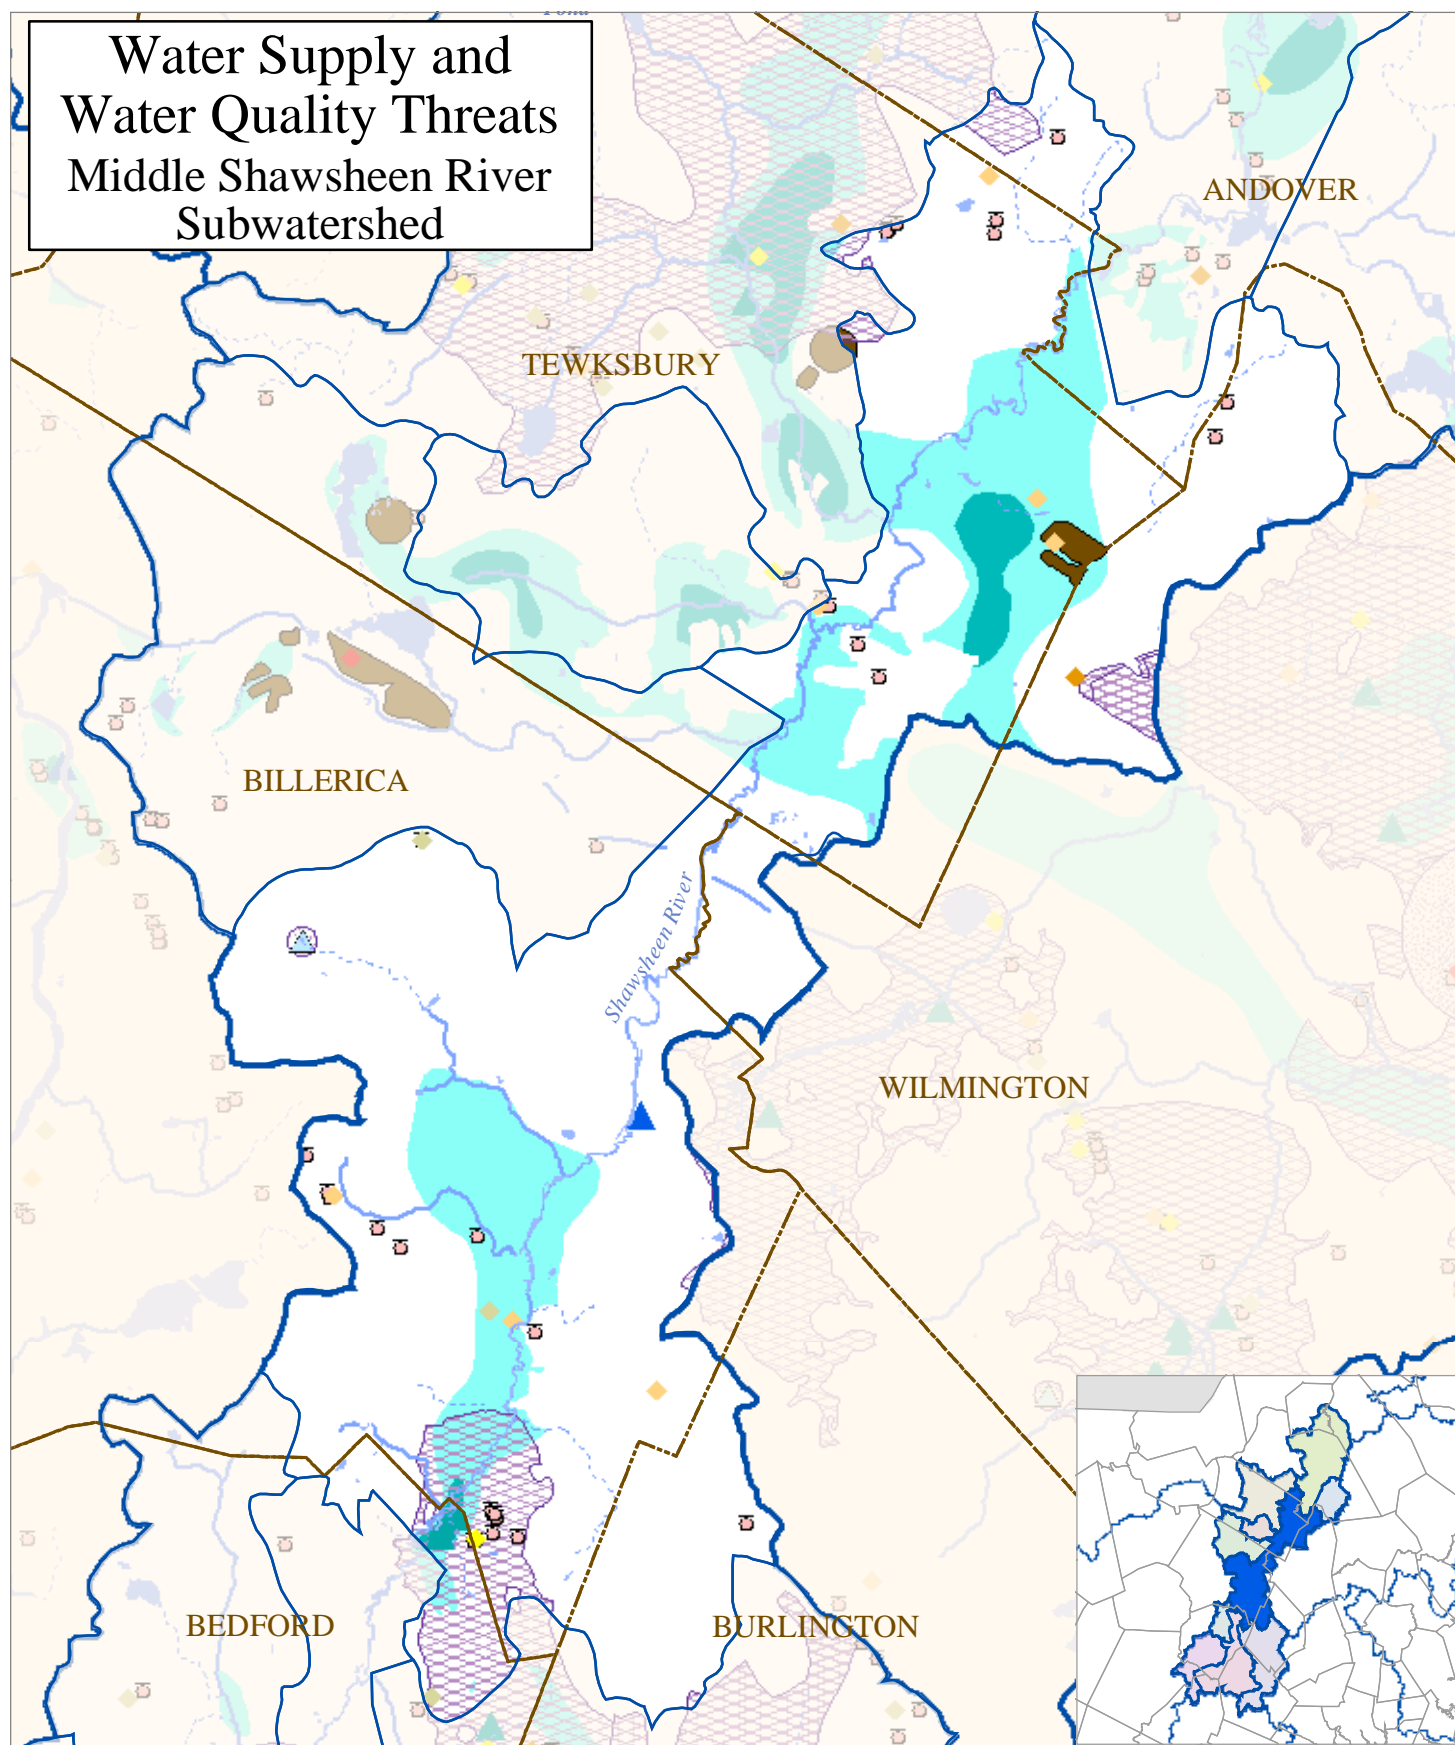 Water Supply and
Water Quality Threats
Middle Shawsheen River
Subwatershed
ANDOVER
TEWKSBURY
BILLERICA
Shawsheen River
WILMINGTON
BEDFORD
BURLINGTON